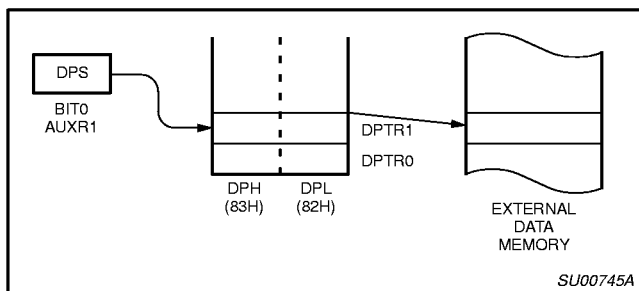 DPS
BIT0
AUXR1
DPTR1
DPTR0
DPH
(83H)
DPL
(82H)
EXTERNAL
DATA
MEMORY
SU00745A